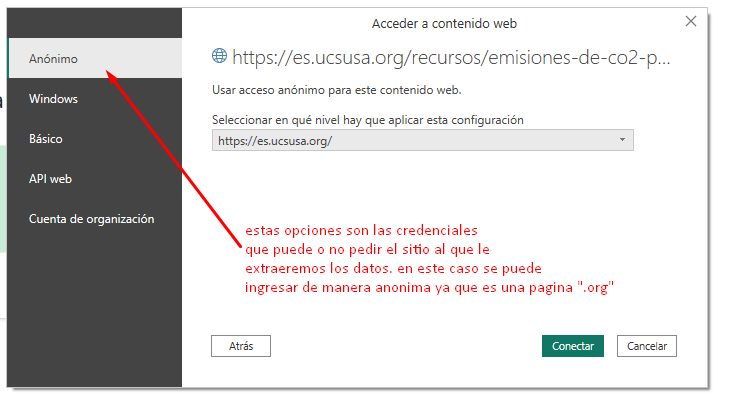 Acceder a contenido web
Anónimo
Windows
Básico
API web
Cuenta de organización
https://es.ucsusa.org/recursos/emisiones-de-co2-p...
Usar acceso anónimo para este contenido web.
Seleccionar en qué nivel hay que aplicar esta configuración
https://es.ucsusa.org/
estas opciones son las credenciales
que puede o no pedir el sitio al que le
extraeremos los datos. en este caso se puede
ingresar de manera anonima ya que es una pagina ".org"
Atrás
Conectar
Cancelar